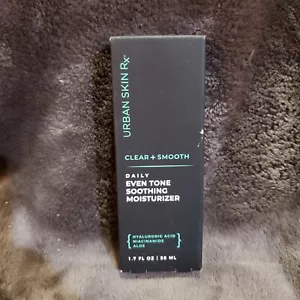 URBAN SKIN Rx
CLEAR + SMOOTH
DAILY
EVEN TONE
SOOTHING
MOISTURIZER
HYALURONIC ACID
NIACINAMIDE
ALOE
1.7 FL OZ | 50 ML